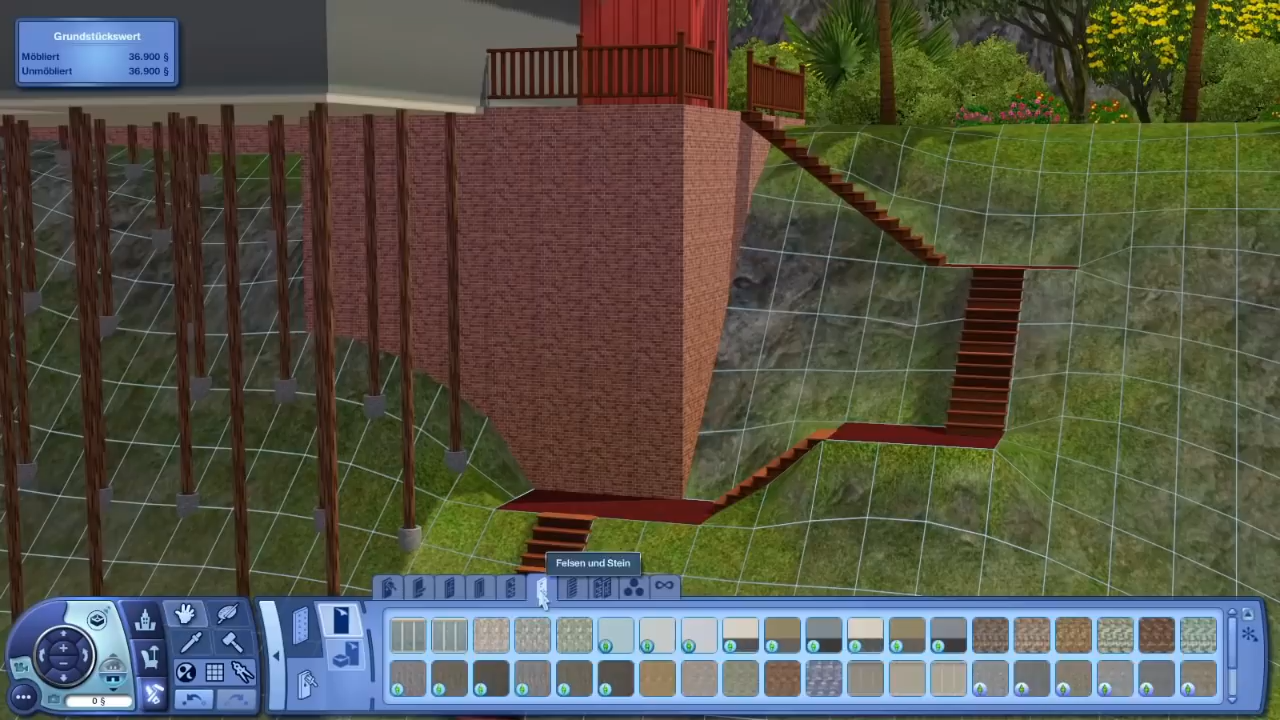 Grundstückswert
Möbliert 36.900 §
Unmöbliert 36.900 §
Felsen und Stein
0 §